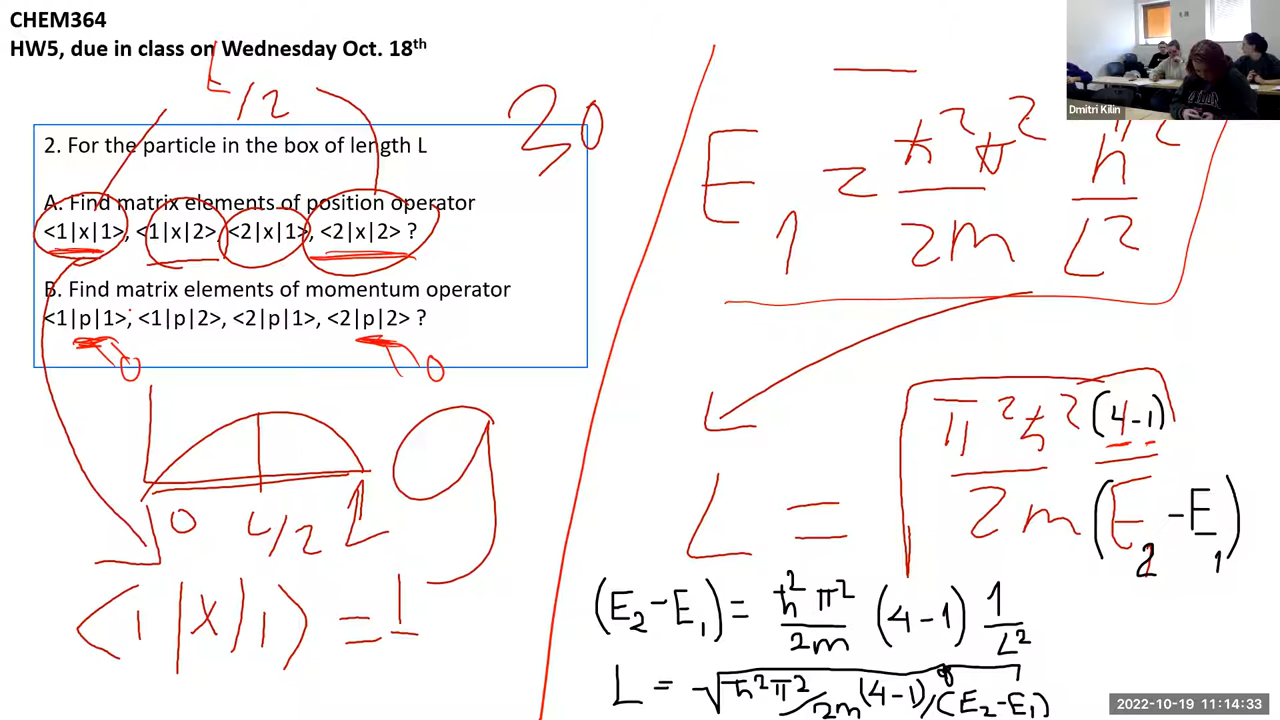 CHEM364
HW5, due in class on Wednesday Oct. 18th
L/2
30
2. For the particle in the box of length L
A. Find matrix elements of position operator
<1|x|1>, <1|x|2>, <2|x|1>, <2|x|2> ?
B. Find matrix elements of momentum operator
<1|p|1>, <1|p|2>, <2|p|1>, <2|p|2> ?
0 0
0 L/2 L
<1|x|1> =
E₁ = ħ²π²/2m n²/L²
L = π²ħ²(4-1)/2m(E₂-E₁)
(E₂-E₁) = ħ²π²/2m (4-1) 1/L²
L = √ħ²π²/2m(4-1)/(E₂-E₁)
Dmitri Kilin
2022-10-19 11:14:33